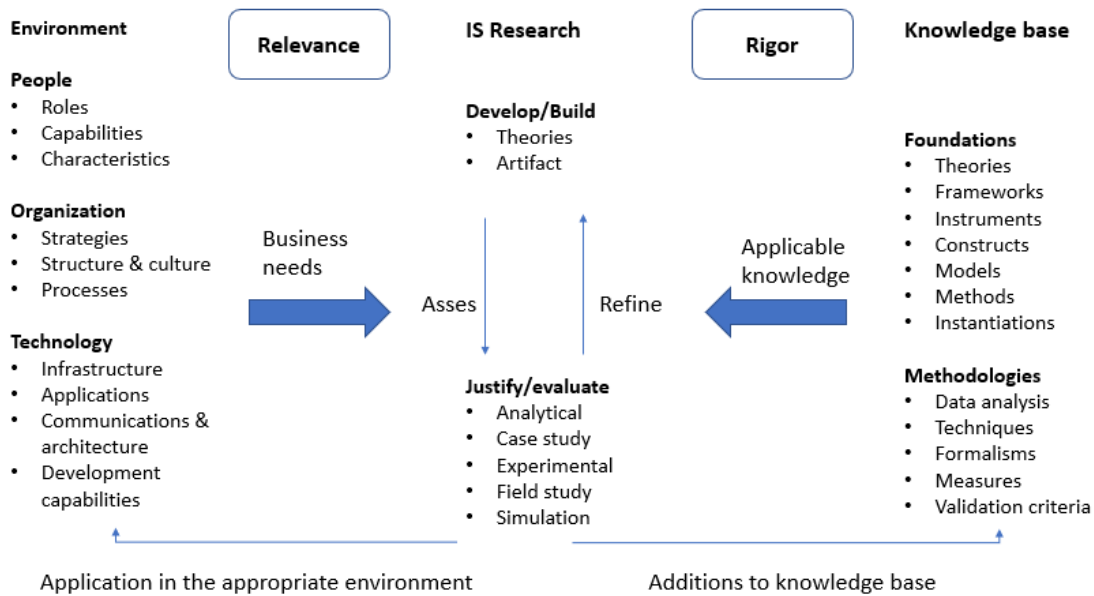 Environment
Relevance
IS Research
Rigor
Knowledge base
People
• Roles
• Capabilities
• Characteristics
Organization
• Strategies
• Structure & culture
• Processes
Technology
• Infrastructure
• Applications
• Communications &
architecture
• Development
capabilities
Business
needs
Develop/Build
• Theories
• Artifact
Asses
Refine
Justify/evaluate
• Analytical
• Case study
• Experimental
• Field study
• Simulation
Applicable
knowledge
Foundations
• Theories
• Frameworks
• Instruments
• Constructs
• Models
• Methods
• Instantiations
Methodologies
• Data analysis
• Techniques
• Formalisms
• Measures
• Validation criteria
Application in the appropriate environment
Additions to knowledge base